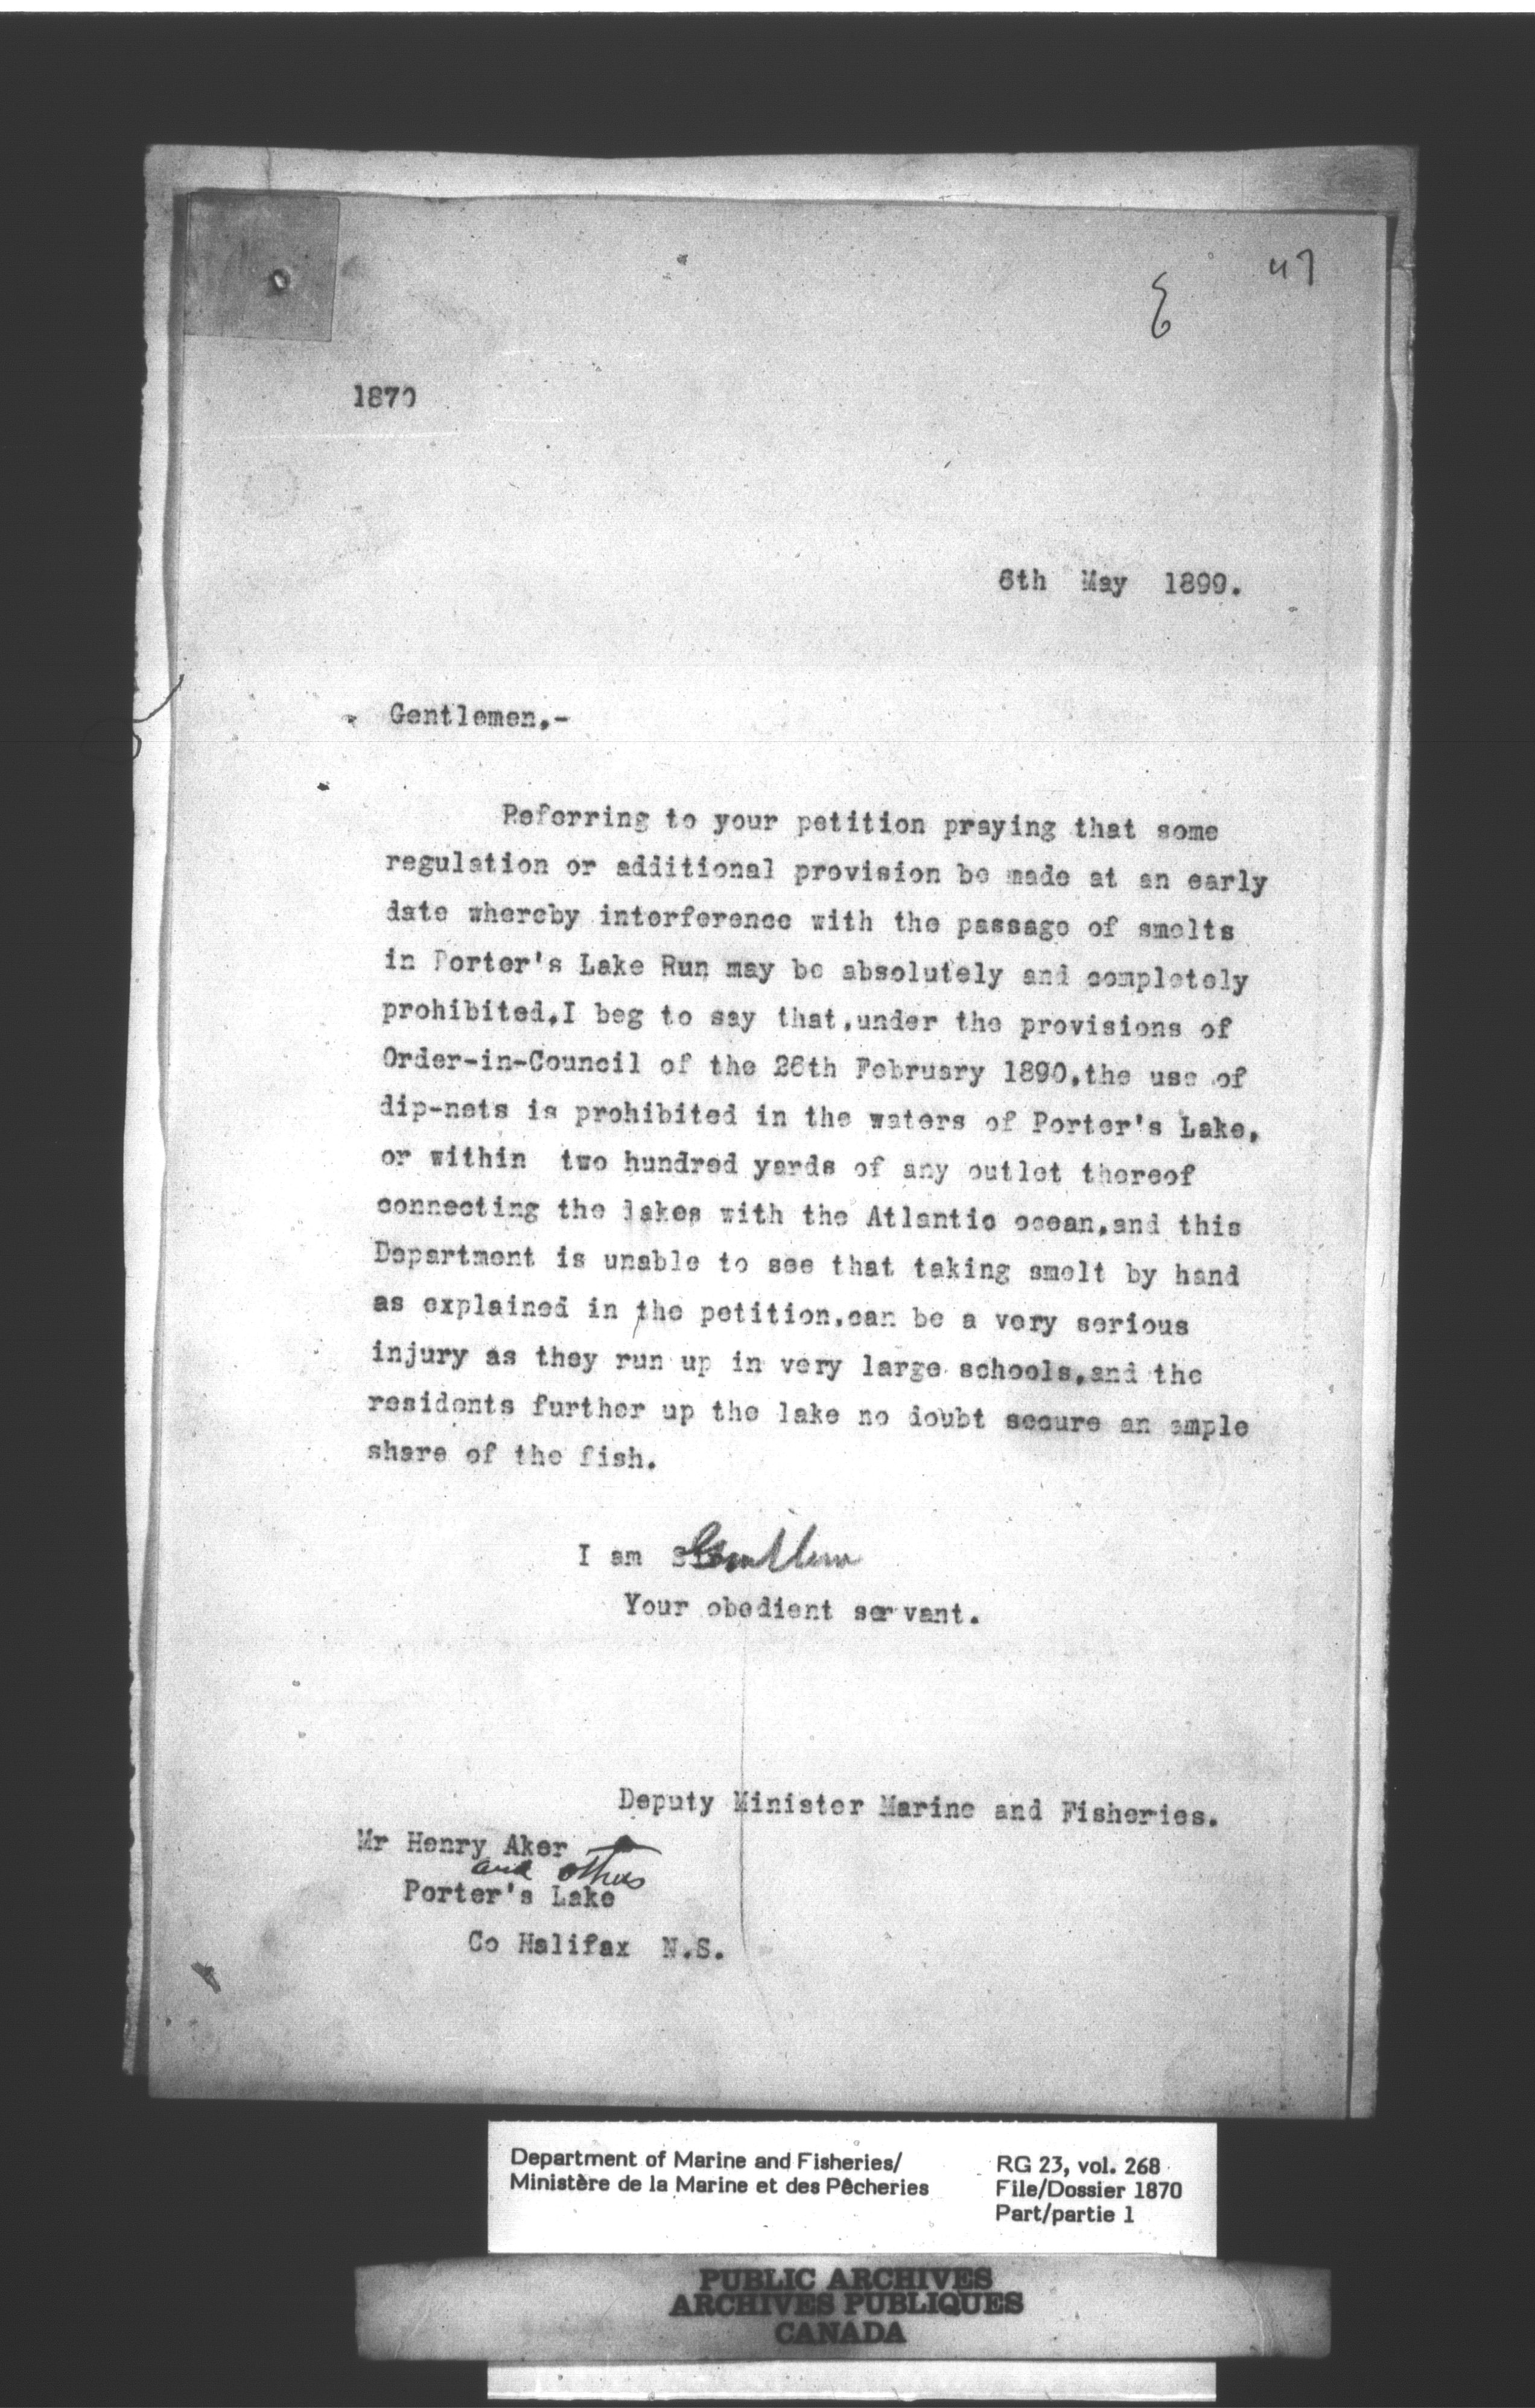 47
1870
6th May 1899.
Gentlemen,-
Referring to your petition praying that some
regulation or additional provision be made at an early
date whereby interference with the passage of smelts
in Porter's Lake Run may be absolutely and completely
prohibited,I beg to say that,under the provisions of
Order-in-Council of the 26th February 1890,the use of
dip-nets is prohibited in the waters of Porter's Lake,
or within two hundred yards of any outlet thereof
connecting the lakes with the Atlantic ocean,and this
Department is unable to see that taking smelt by hand
as explained in the petition,can be a very serious
injury as they run up in very large schools,and the
residents further up the lake no doubt secure an ample
share of the fish.
I am Gentlemen
Your obedient servant.
Deputy Minister Marine and Fisheries.
Mr Henry Aker
and others
Porter's Lake
Co Halifax N.S.
Department of Marine and Fisheries/
Ministère de la Marine et des Pêcheries
RG 23, vol. 268
File/Dossier 1870
Part/partie 1
PUBLIC ARCHIVES
ARCHIVES PUBLIQUES
CANADA